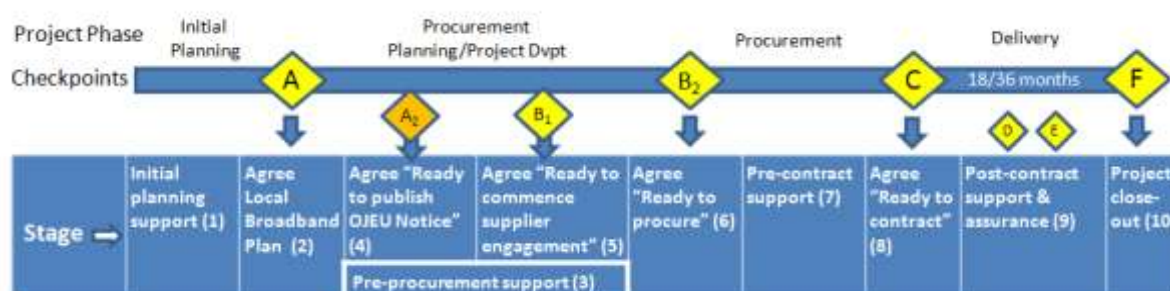 Project Phase
Initial
Planning
Procurement
Planning/Project Dvpt
Procurement
Delivery
Checkpoints
A
B₂
C
18/36 months
F
A₂
B₁
D
E
Stage
Initial
planning
support (1)
Agree
Local
Broadband
Plan (2)
Agree “Ready
to publish
OJEU Notice”
(4)
Agree “Ready to
commence
supplier
engagement” (5)
Agree
“Ready to
procure” (6)
Pre-contract
support (7)
Agree
“Ready to
contract”
(8)
Post-contract
support &
assurance (9)
Project
close-
out (10
Pre-procurement support (3)